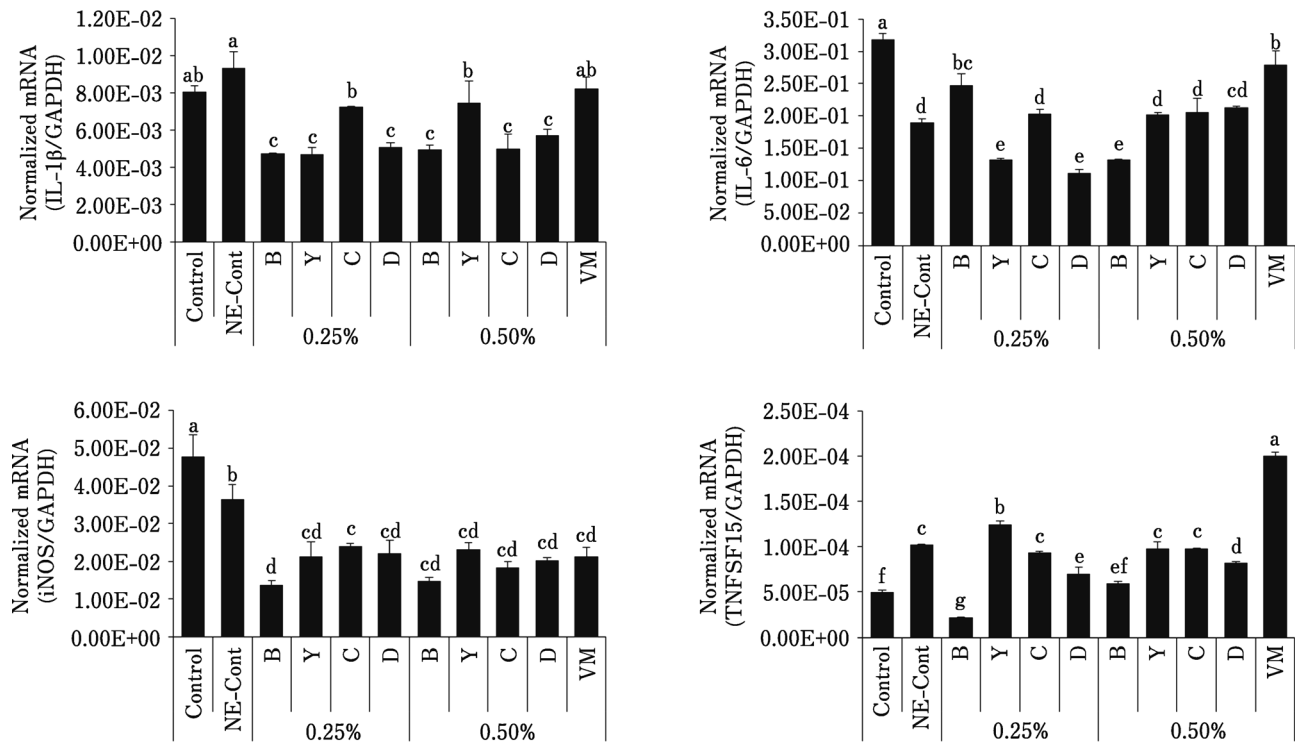 Normalized mRNA
(IL-1β/GAPDH)
1.20E-02
1.00E-02
8.00E-03
6.00E-03
4.00E-03
2.00E-03
0.00E+00
ab
a
c
c
b
c
c
b
c
c
ab
Control
NE-Cont
B
Y
C
D
B
Y
C
D
VM
0.25%
0.50%
Normalized mRNA
(IL-6/GAPDH)
3.50E-01
3.00E-01
2.50E-01
2.00E-01
1.50E-01
1.00E-01
5.00E-02
0.00E+00
a
d
bc
e
d
e
e
d
d
cd
b
Control
NE-Cont
B
Y
C
D
B
Y
C
D
VM
0.25%
0.50%
Normalized mRNA
(iNOS/GAPDH)
6.00E-02
5.00E-02
4.00E-02
3.00E-02
2.00E-02
1.00E-02
0.00E+00
a
b
d
cd
c
cd
cd
cd
cd
cd
cd
Control
NE-Cont
B
Y
C
D
B
Y
C
D
VM
0.25%
0.50%
Normalized mRNA
(TNFSF15/GAPDH)
2.50E-04
2.00E-04
1.50E-04
1.00E-04
5.00E-05
0.00E+00
f
c
g
b
c
e
ef
c
c
d
a
Control
NE-Cont
B
Y
C
D
B
Y
C
D
VM
0.25%
0.50%